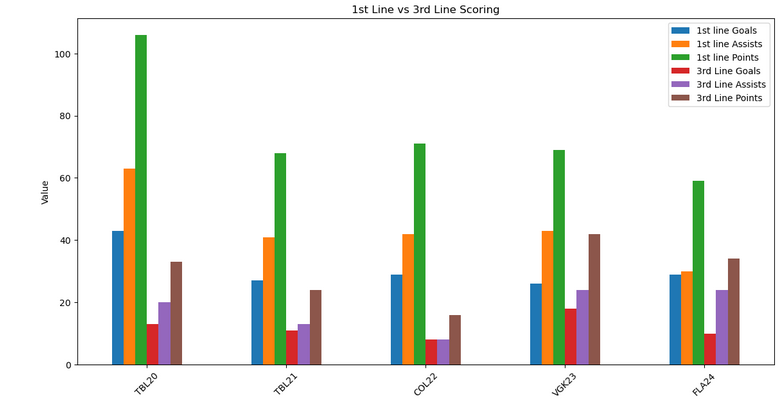 1st Line vs 3rd Line Scoring
1st line Goals
1st line Assists
1st line Points
3rd Line Goals
3rd Line Assists
3rd Line Points
Value
100
80
60
40
20
0
TBL20
TBL21
COL22
VGK23
FLA24